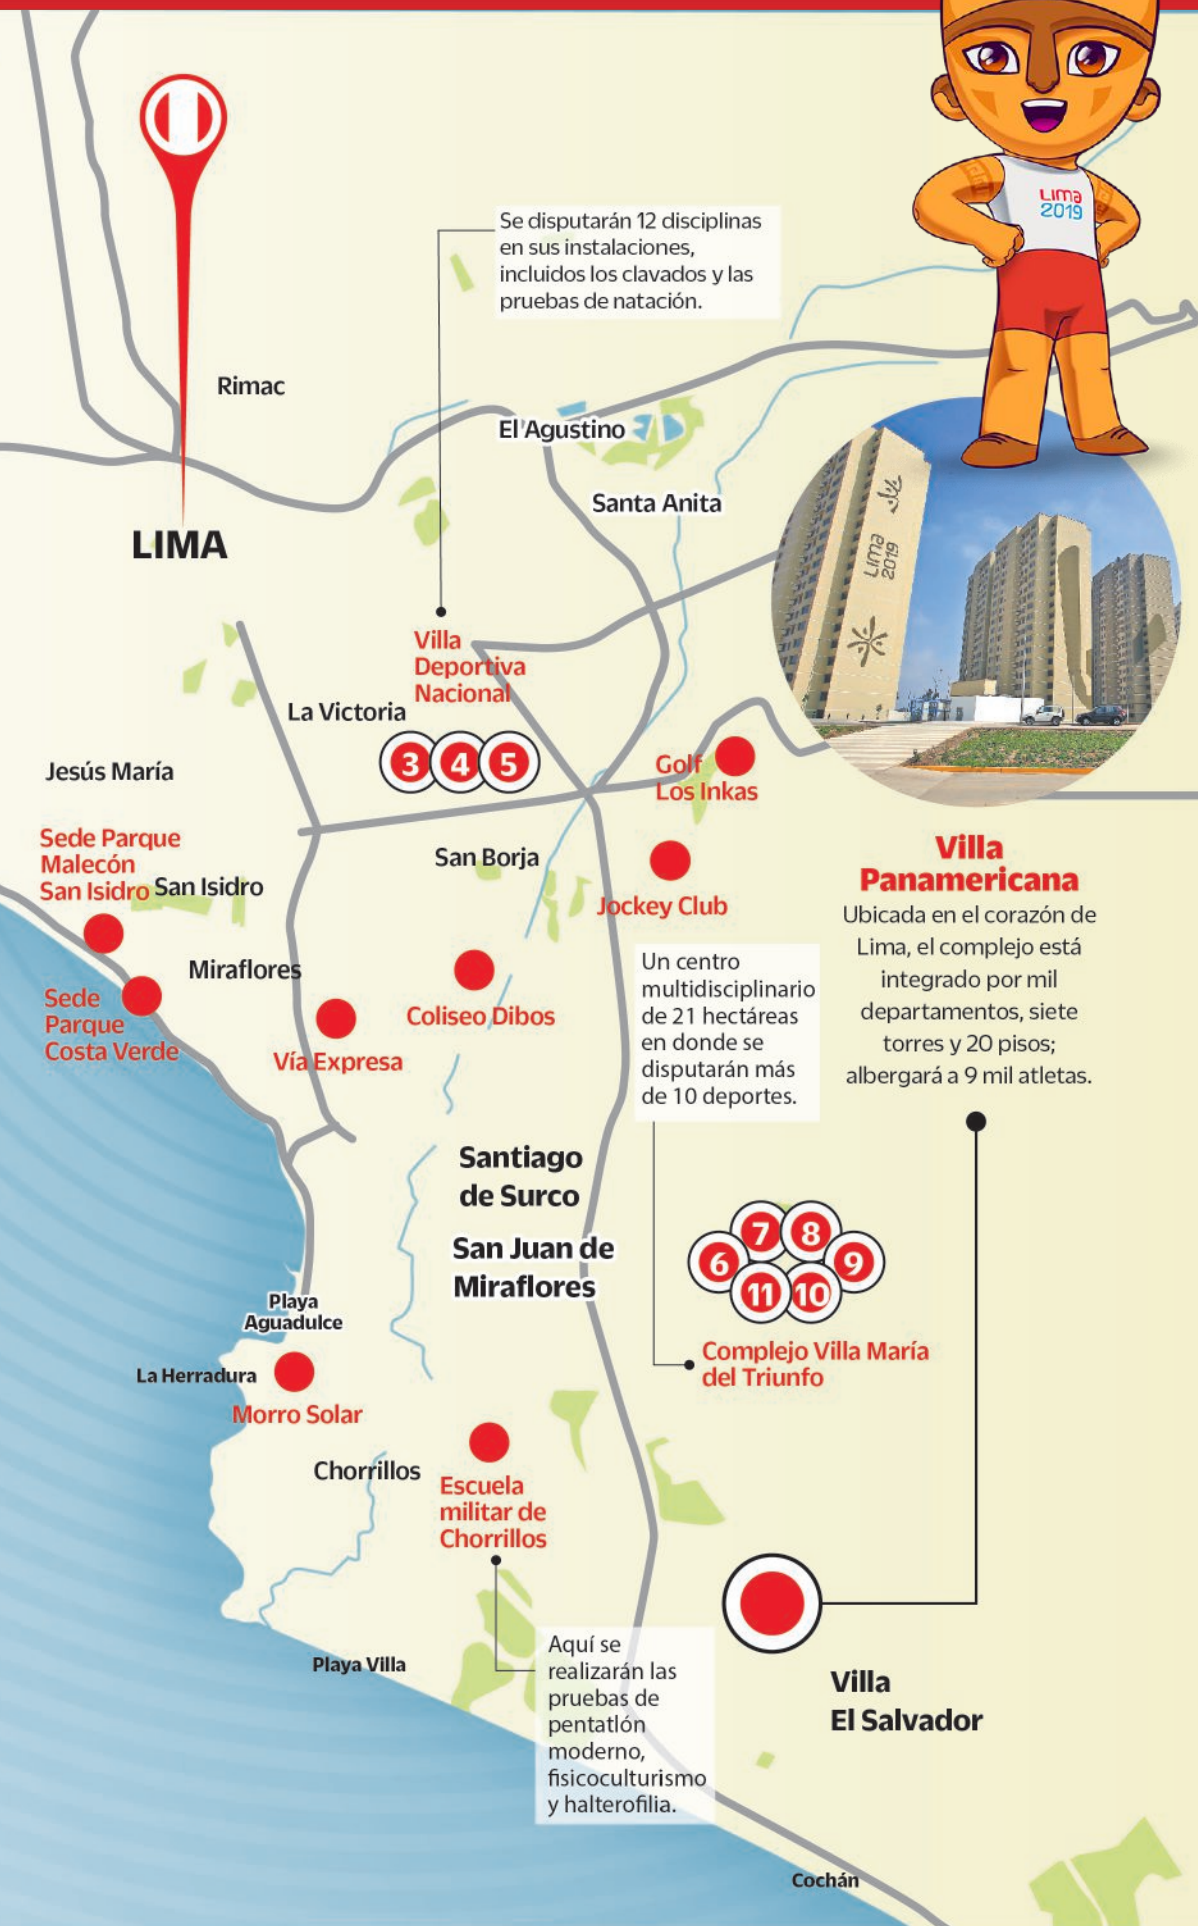 LIMA
2019
Se disputarán 12 disciplinas
en sus instalaciones,
incluidos los clavados y las
pruebas de natación.
Rimac
El Agustino
Santa Anita
LIMA
Lima
2019
Villa
Deportiva
Nacional
La Victoria
3 4 5
Jesús María
Golf
Los Inkas
Sede Parque
Malecón
San Isidro
San Isidro
San Borja
Jockey Club
Villa
Panamericana
Ubicada en el corazón de
Lima, el complejo está
integrado por mil
departamentos, siete
torres y 20 pisos;
albergará a 9 mil atletas.
Miraflores
Sede
Parque
Costa Verde
Vía Expresa
Coliseo Dibos
Un centro
multidisciplinario
de 21 hectáreas
en donde se
disputarán más
de 10 deportes.
Santiago
de Surco
San Juan de
Miraflores
6 7 8 9
11 10
Complejo Villa María
del Triunfo
Playa
Aguadulce
La Herradura
Morro Solar
Chorrillos
Escuela
militar de
Chorrillos
Aquí se
realizarán las
pruebas de
pentatlón
moderno,
fisicoculturismo
y halterofilia.
Playa Villa
Villa
El Salvador
Cochán